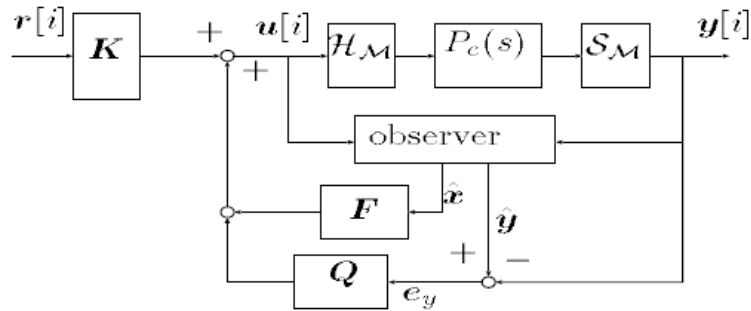 r[i]
K
+
+
u[i]
H_M
P_c(s)
S_M
y[i]
observer
F
x̂
ŷ
+
−
Q
e_y